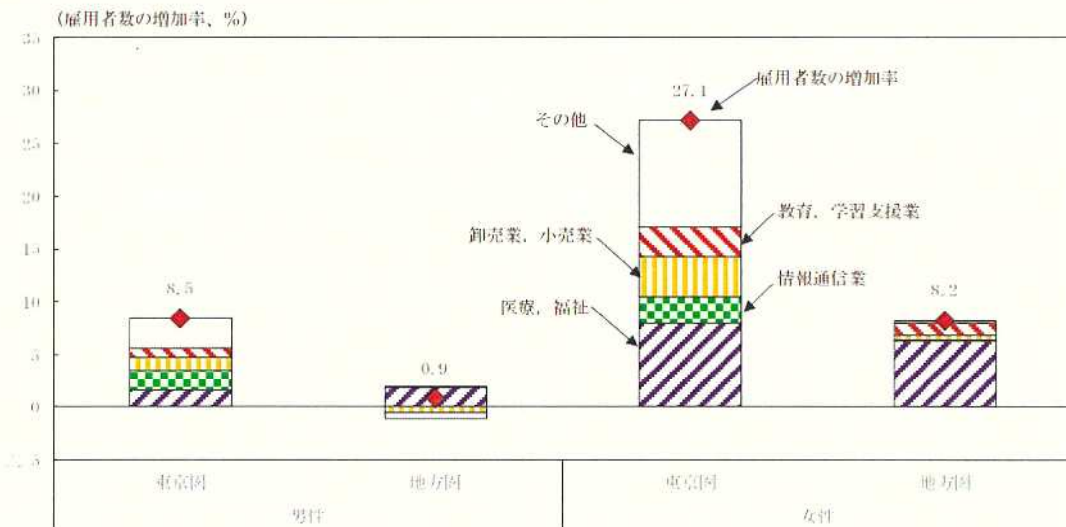 (雇用者数の増加率、%)
35
30
25
20
15
10
5
0
8.5
0.9
27.1
8.2
雇用者数の増加率
その他
教育，学習支援業
卸売業，小売業
情報通信業
医療，福祉
東京圏
地方圏
東京圏
地方圏
男性
女性